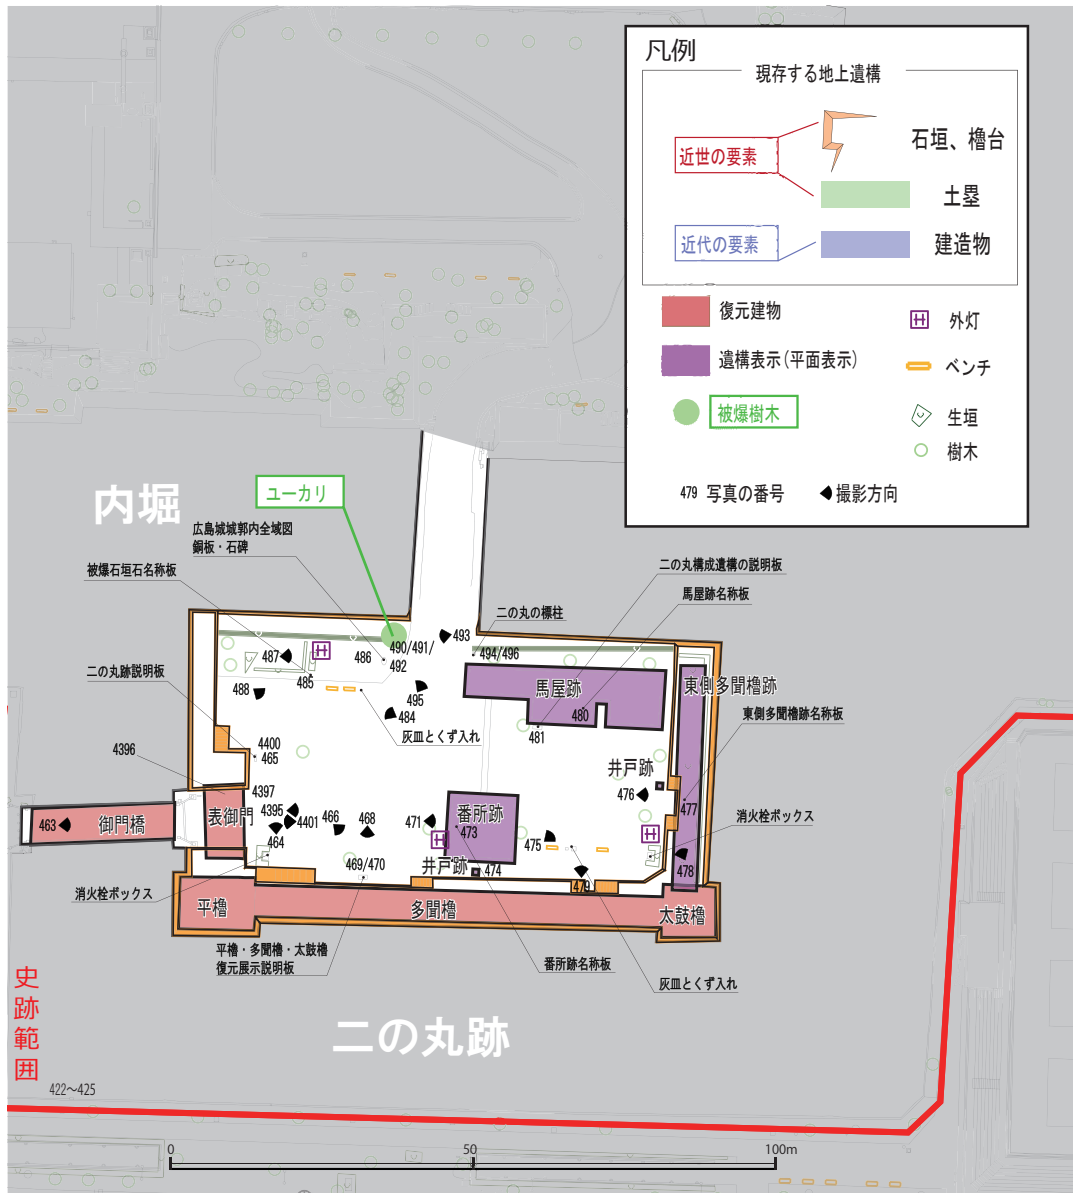 凡例
現存する地上遺構
近世の要素
石垣、櫓台
土塁
近代の要素
建造物
復元建物
外灯
遺構表示(平面表示)
ベンチ
被爆樹木
生垣
樹木
479 写真の番号
撮影方向
内堀
ユーカリ
広島城城郭内全域図
銅板・石碑
被爆石垣石名称板
二の丸構成遺構の説明板
馬屋跡名称板
二の丸の標柱
493
490/491/
492
494/496
487
486
485
二の丸跡説明板
488
495
484
馬屋跡
480
481
東側多聞櫓跡
東側多聞櫓跡名称板
灰皿とくず入れ
4396
4400
465
井戸跡
476
477
4397
4395
4401
466
468
471
464
463
御門橋
表御門
番所跡
473
475
消火栓ボックス
469/470
井戸跡
474
479
478
消火栓ボックス
平櫓
多聞櫓
太鼓櫓
平櫓・多聞櫓・太鼓櫓
復元展示説明板
番所跡名称板
灰皿とくず入れ
史跡範囲
二の丸跡
422〜425
0
50
100m